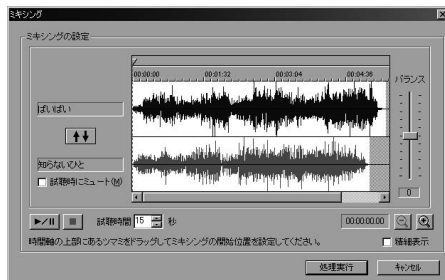 ミキシング
ミキシングの設定
00:00:00 00:01:32 00:03:04 00:04:36
バランス
ばいばい
知らないひと
試聴時にミュート(M)
0
試聴時間 15 秒
00:00:00.00
時間軸の上部にあるツマミをドラッグしてミキシングの開始位置を設定してください。
精細表示
処理実行
キャンセル